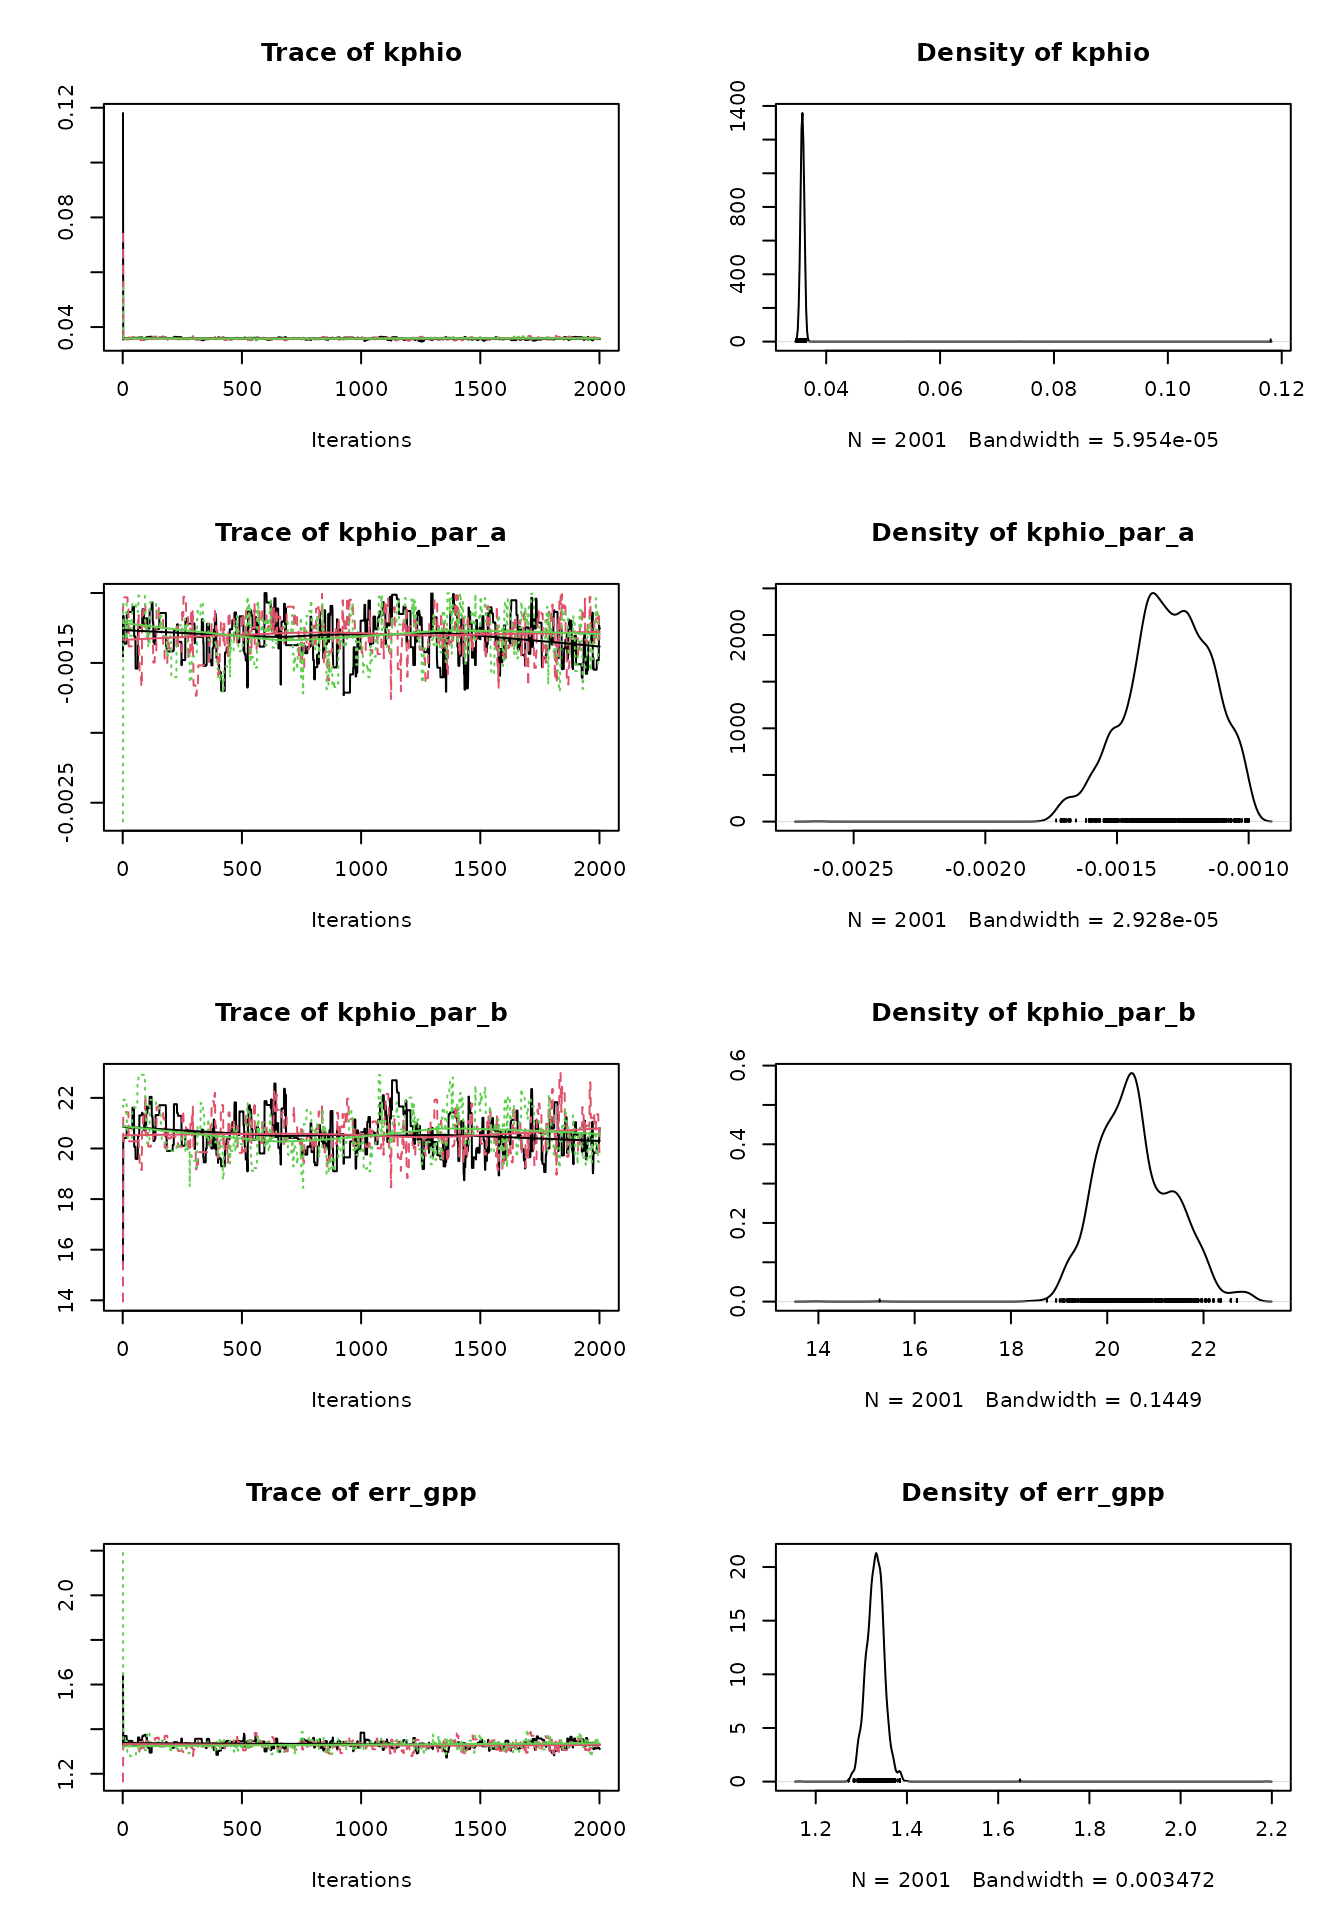 Trace of kphio
Density of kphio
0.12
0.08
0.04
0 500 1000 1500 2000
Iterations
1400
800
400
0
0.04 0.06 0.08 0.10 0.12
N = 2001 Bandwidth = 5.954e-05
Trace of kphio_par_a
Density of kphio_par_a
-0.0015
-0.0025
0 500 1000 1500 2000
Iterations
2000
1000
0
-0.0025 -0.0020 -0.0015 -0.0010
N = 2001 Bandwidth = 2.928e-05
Trace of kphio_par_b
Density of kphio_par_b
22
20
18
16
14
0 500 1000 1500 2000
Iterations
0.6
0.4
0.2
0.0
14 16 18 20 22
N = 2001 Bandwidth = 0.1449
Trace of err_gpp
Density of err_gpp
2.0
1.6
1.2
0 500 1000 1500 2000
Iterations
20
15
10
5
0
1.2 1.4 1.6 1.8 2.0 2.2
N = 2001 Bandwidth = 0.003472